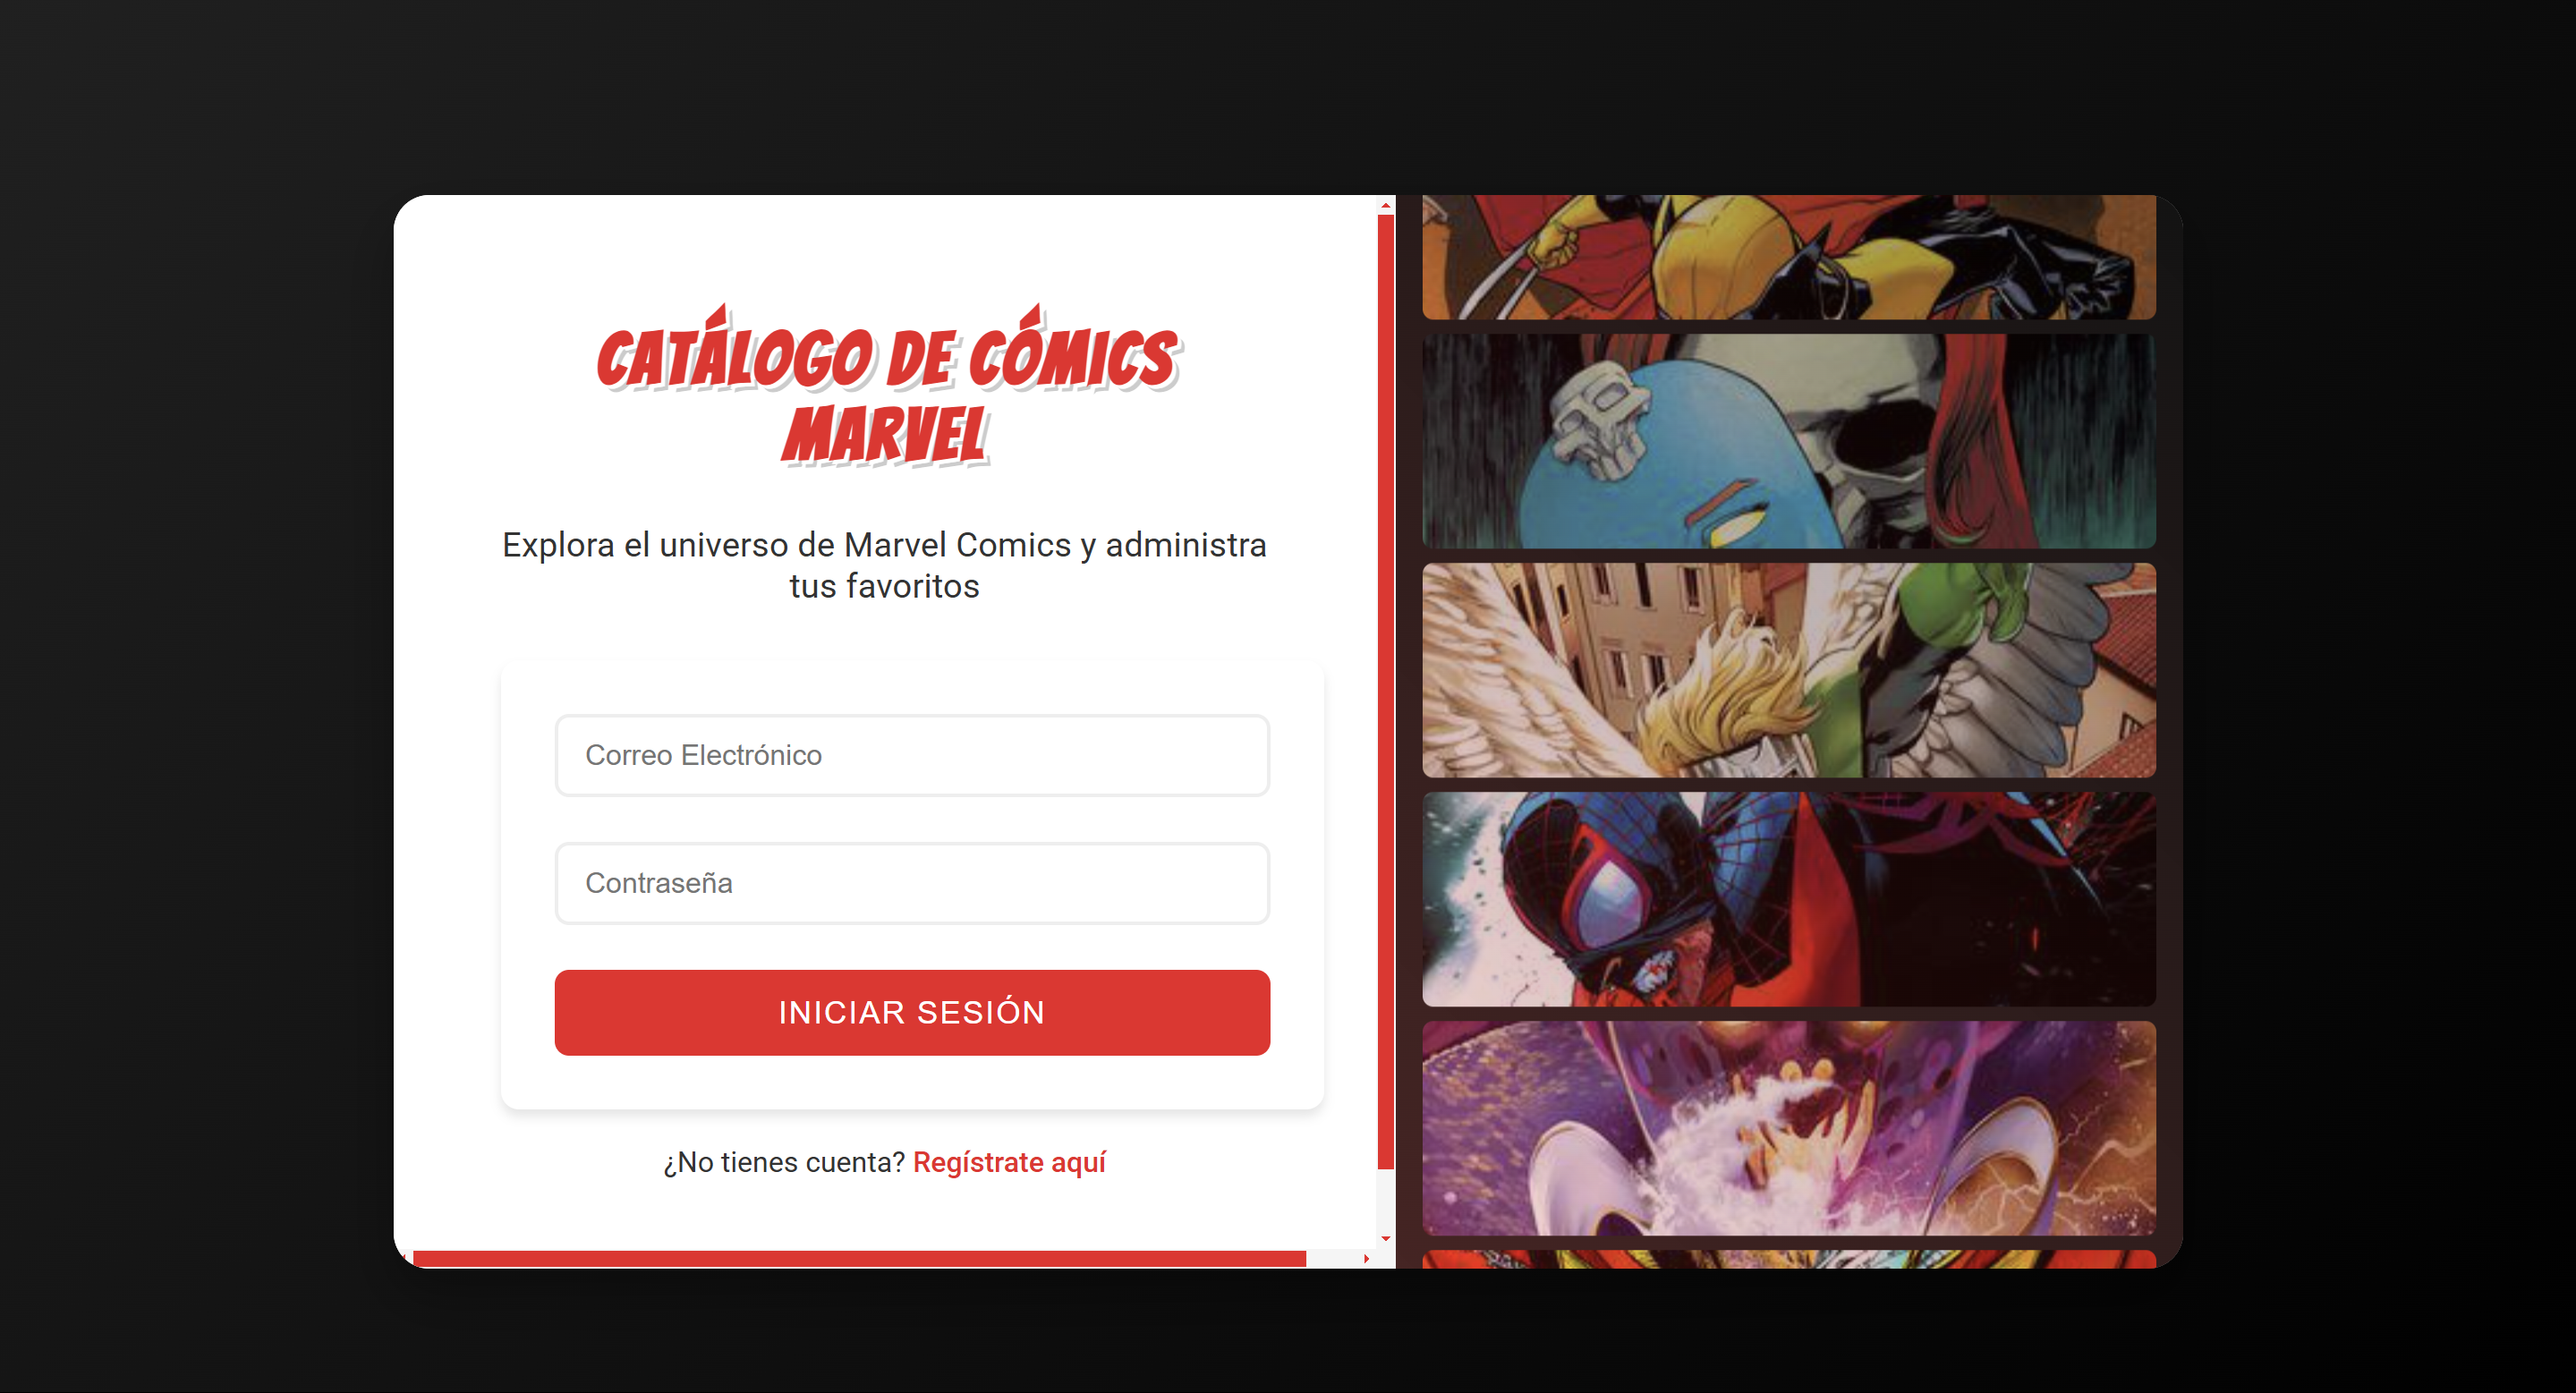 CATÁLOGO DE CÓMICS
MARVEL
Explora el universo de Marvel Comics y administra
tus favoritos
Correo Electrónico
Contraseña
INICIAR SESIÓN
¿No tienes cuenta? Regístrate aquí